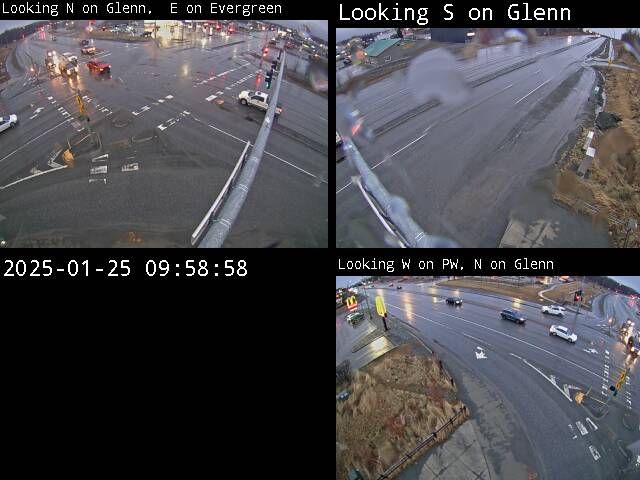 Looking N on Glenn,  E on Evergreen
Looking S on Glenn
2025-01-25 09:58:58
Looking W on PW, N on Glenn